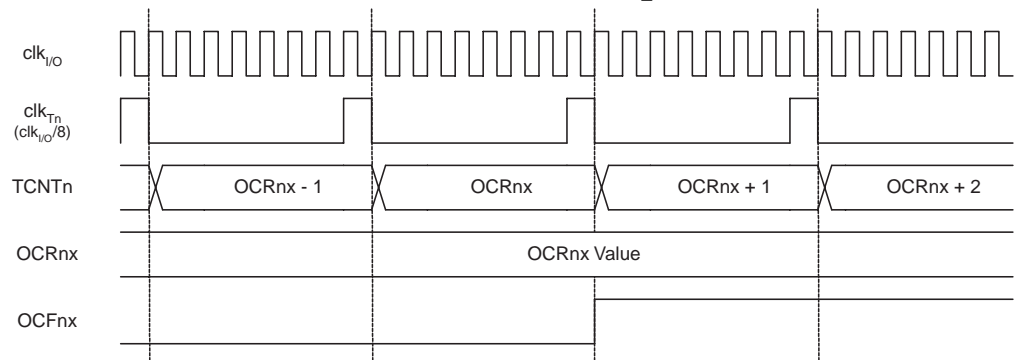 clkI/O
clkTn
(clkI/O/8)
TCNTn OCRnx - 1 OCRnx OCRnx + 1 OCRnx + 2
OCRnx OCRnx Value
OCFnx